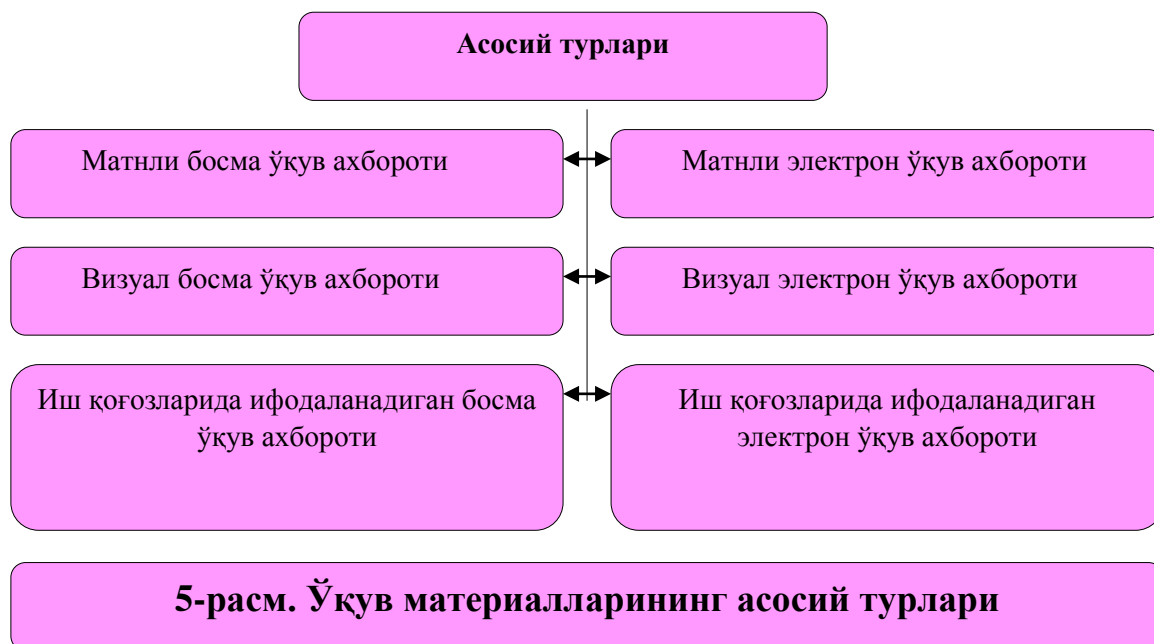 Асосий турлари
Матнли босма ўқув ахбороти
Матнли электрон ўқув ахбороти
Визуал босма ўқув ахбороти
Визуал электрон ўқув ахбороти
Иш қоғозларида ифодаланадиган босма
ўқув ахбороти
Иш қоғозларида ифодаланадиган
электрон ўқув ахбороти
5-расм. Ўқув материалларининг асосий турлари